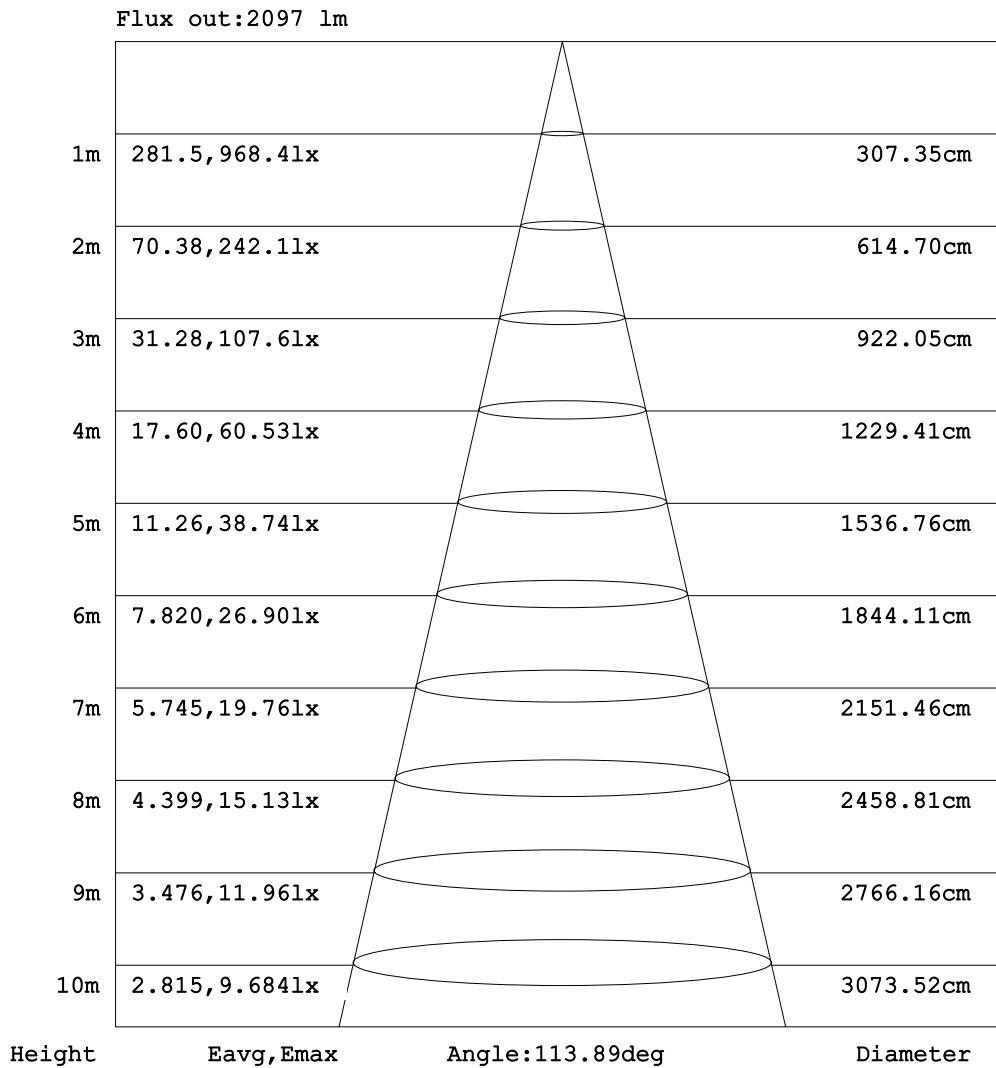 Flux out:2097 lm
1m 281.5,968.4lx 307.35cm
2m 70.38,242.1lx 614.70cm
3m 31.28,107.6lx 922.05cm
4m 17.60,60.53lx 1229.41cm
5m 11.26,38.74lx 1536.76cm
6m 7.820,26.90lx 1844.11cm
7m 5.745,19.76lx 2151.46cm
8m 4.399,15.13lx 2458.81cm
9m 3.476,11.96lx 2766.16cm
10m 2.815,9.684lx 3073.52cm
Height Eavg,Emax Angle:113.89deg Diameter